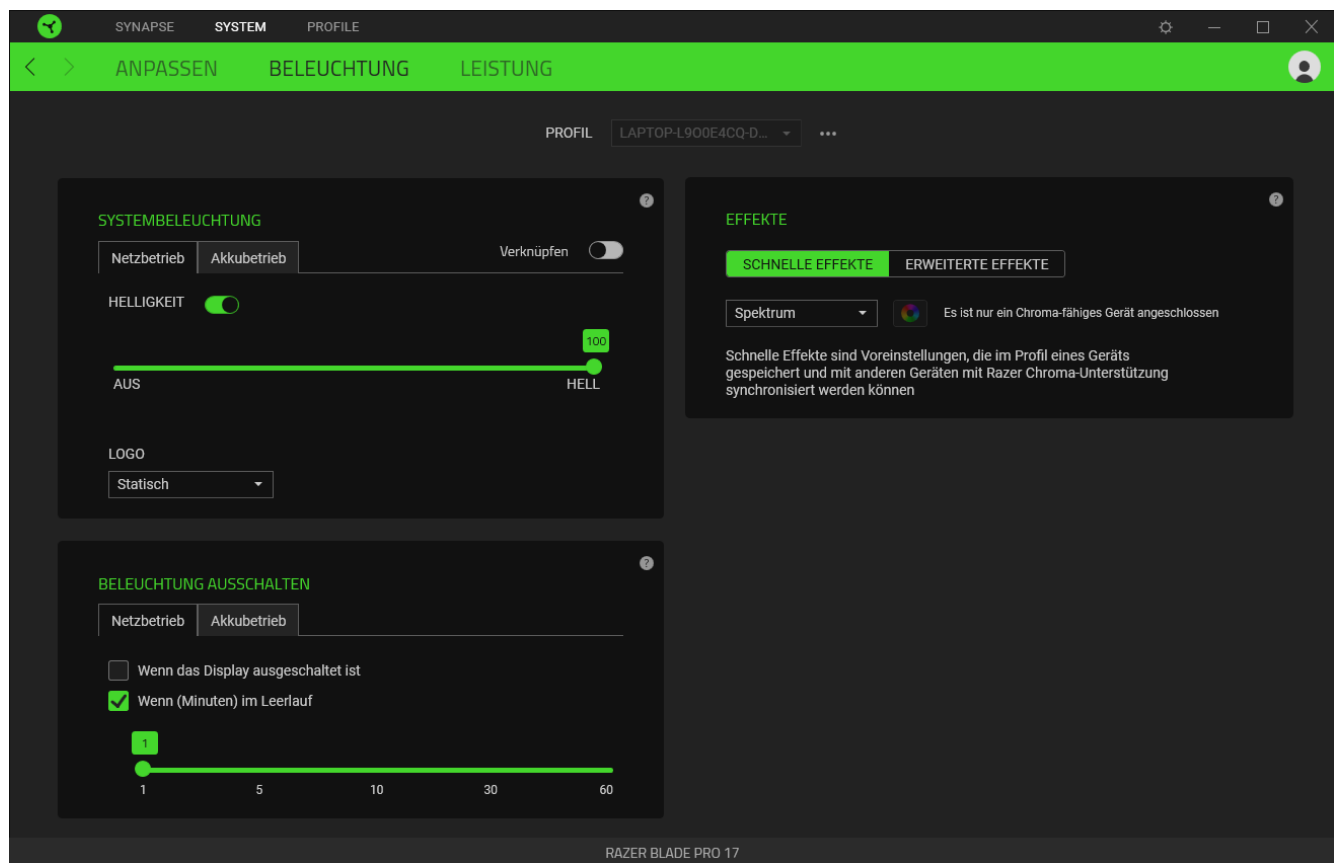 SYNAPSE SYSTEM PROFILE
ANPASSEN BELEUCHTUNG LEISTUNG
PROFIL LAPTOP-L9O0E4CQ-D... •••
SYSTEMBELEUCHTUNG
Netzbetrieb Akkubetrieb Verknüpfen
HELLIGKEIT
100
AUS HELL
LOGO
Statisch
EFFEKTE
SCHNELLE EFFEKTE ERWEITERTE EFFEKTE
Spektrum Es ist nur ein Chroma-fähiges Gerät angeschlossen
Schnelle Effekte sind Voreinstellungen, die im Profil eines Geräts
gespeichert und mit anderen Geräten mit Razer Chroma-Unterstützung
synchronisiert werden können
BELEUCHTUNG AUSSCHALTEN
Netzbetrieb Akkubetrieb
Wenn das Display ausgeschaltet ist
Wenn (Minuten) im Leerlauf
1
1 5 10 30 60
RAZER BLADE PRO 17